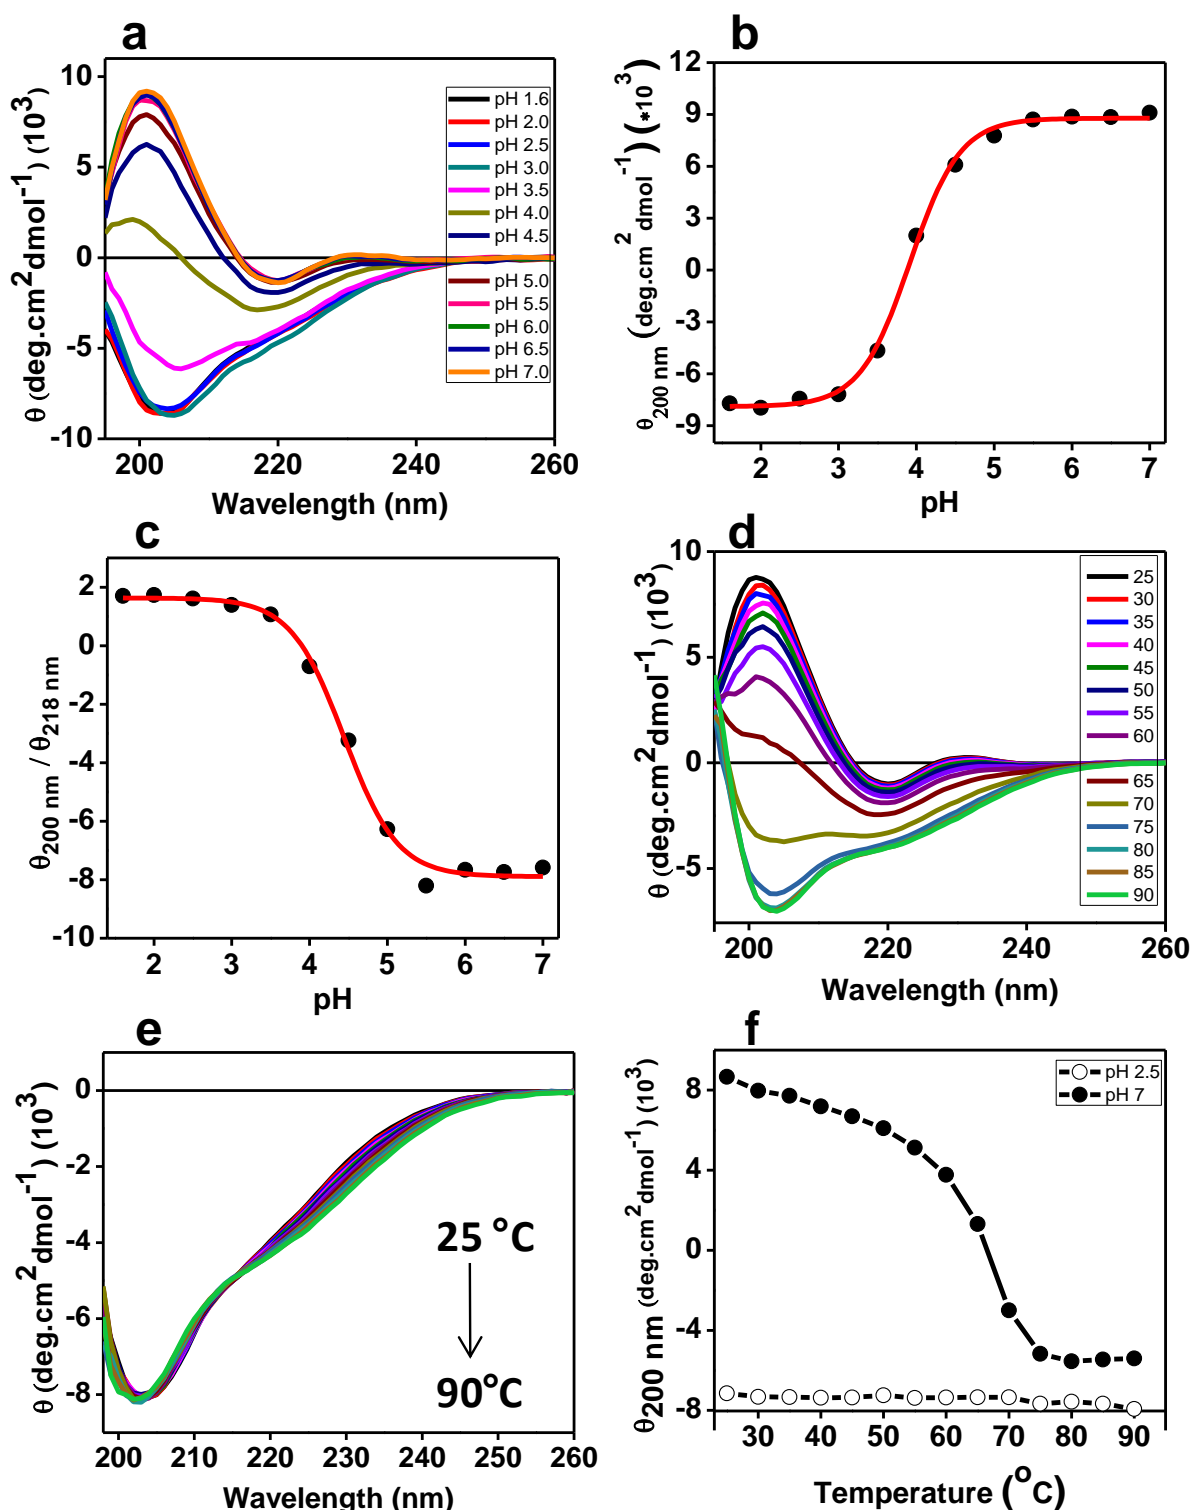 a
θ (deg.cm²dmol⁻¹) (10³)
10
5
0
-5
-10
200
220
240
260
Wavelength (nm)
pH 1.6
pH 2.0
pH 2.5
pH 3.0
pH 3.5
pH 4.0
pH 4.5
pH 5.0
pH 5.5
pH 6.0
pH 6.5
pH 7.0
b
θ200 nm (deg.cm² dmol⁻¹) (*10³)
12
9
6
3
0
-3
-6
-9
2
3
4
5
6
7
pH
c
θ200 nm / θ218 nm
2
0
-2
-4
-6
-8
-10
2
3
4
5
6
7
pH
d
θ (deg.cm²dmol⁻¹) (10³)
10
5
0
-5
200
220
240
260
Wavelength (nm)
25
30
35
40
45
50
55
60
65
70
75
80
85
90
e
θ (deg.cm²dmol⁻¹) (10³)
0
-2
-4
-6
-8
200
210
220
230
240
250
260
Wavelength (nm)
25 °C
90°C
f
θ200 nm (deg.cm²dmol⁻¹) (10³)
8
4
0
-4
-8
30
40
50
60
70
80
90
Temperature (°C)
pH 2.5
pH 7